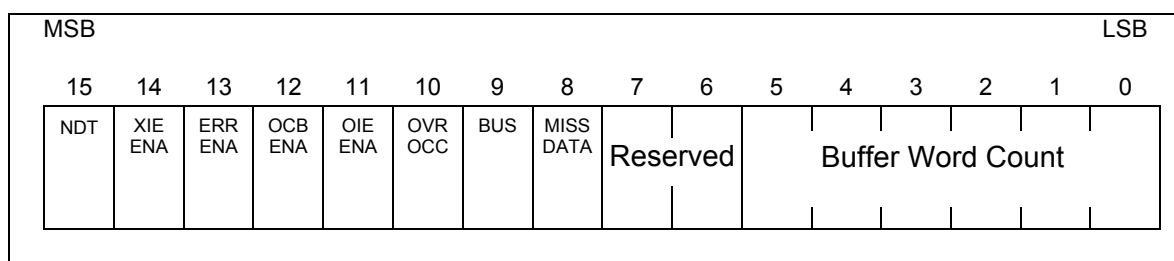 MSB LSB
15 14 13 12 11 10 9 8 7 6 5 4 3 2 1 0
NDT XIE ERR OCB OIE OVR BUS MISS
ENA ENA ENA ENA OCC DATA
Reserved Buffer Word Count